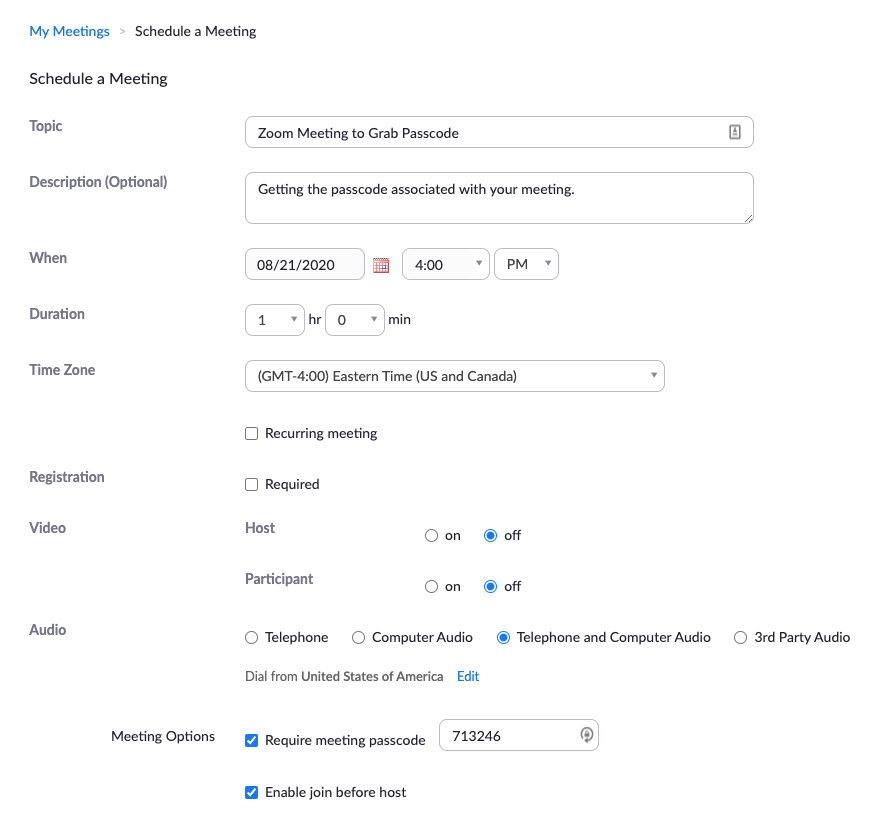 My Meetings > Schedule a Meeting
Schedule a Meeting
Topic
Zoom Meeting to Grab Passcode
Description (Optional)
Getting the passcode associated with your meeting.
When
08/21/2020 4:00 PM
Duration
1 hr 0 min
Time Zone
(GMT-4:00) Eastern Time (US and Canada)
Recurring meeting
Registration
Required
Video
Host on off
Participant on off
Audio
Telephone Computer Audio Telephone and Computer Audio 3rd Party Audio
Dial from United States of America Edit
Meeting Options Require meeting passcode 713246
Enable join before host